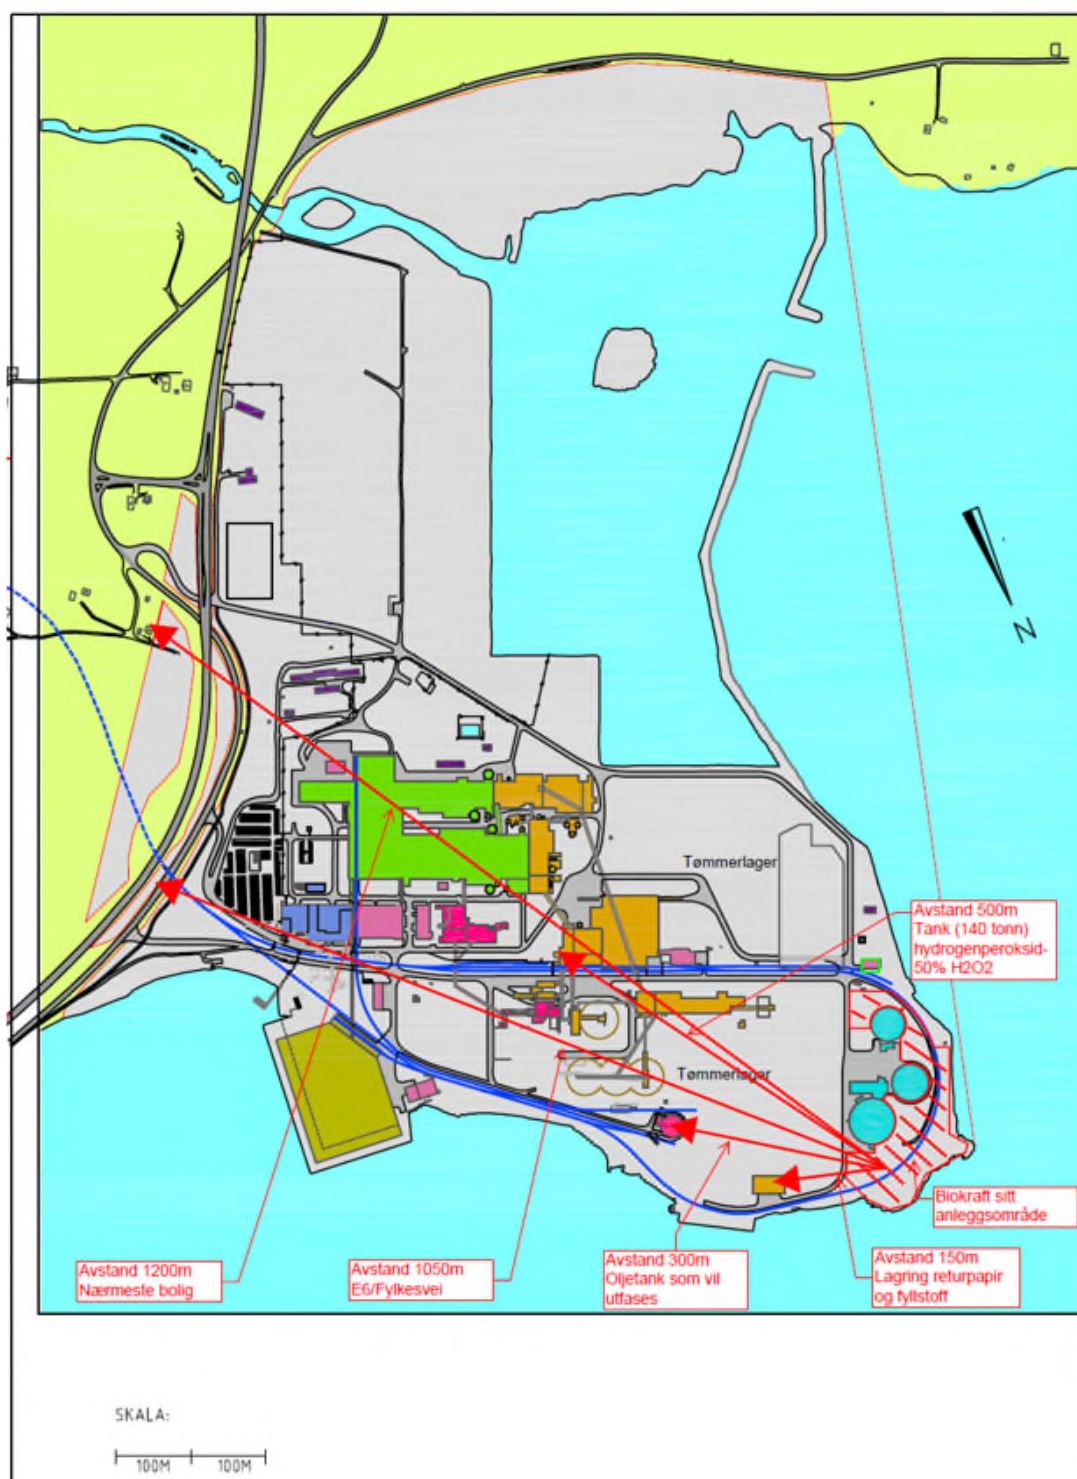 N
Tømmerlager
Avstand 500m
Tank (140 tonn)
hydrogenperoksid-
50% H2O2
Tømmerlager
Biokraft sitt
anleggsområde
Avstand 1200m
Nærmeste bolig
Avstand 1050m
E6/Fylkesvei
Avstand 300m
Oljetank som vil
utfases
Avstand 150m
Lagring returpapir
og fyllstoff
SKALA:
100M 100M